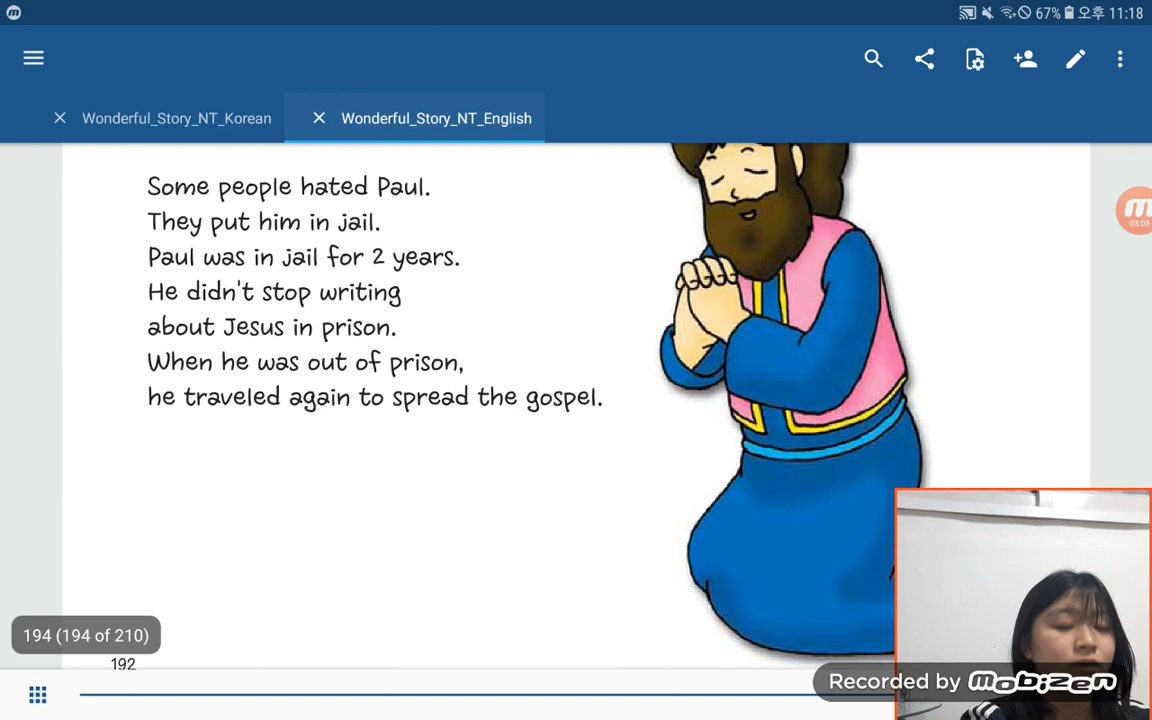 67% 오후 11:18
Wonderful_Story_NT_Korean
Wonderful_Story_NT_English
03:05
Some people hated Paul.
They put him in jail.
Paul was in jail for 2 years.
He didn't stop writing
about Jesus in prison.
When he was out of prison,
he traveled again to spread the gospel.
194 (194 of 210)
192
Recorded by mobizen